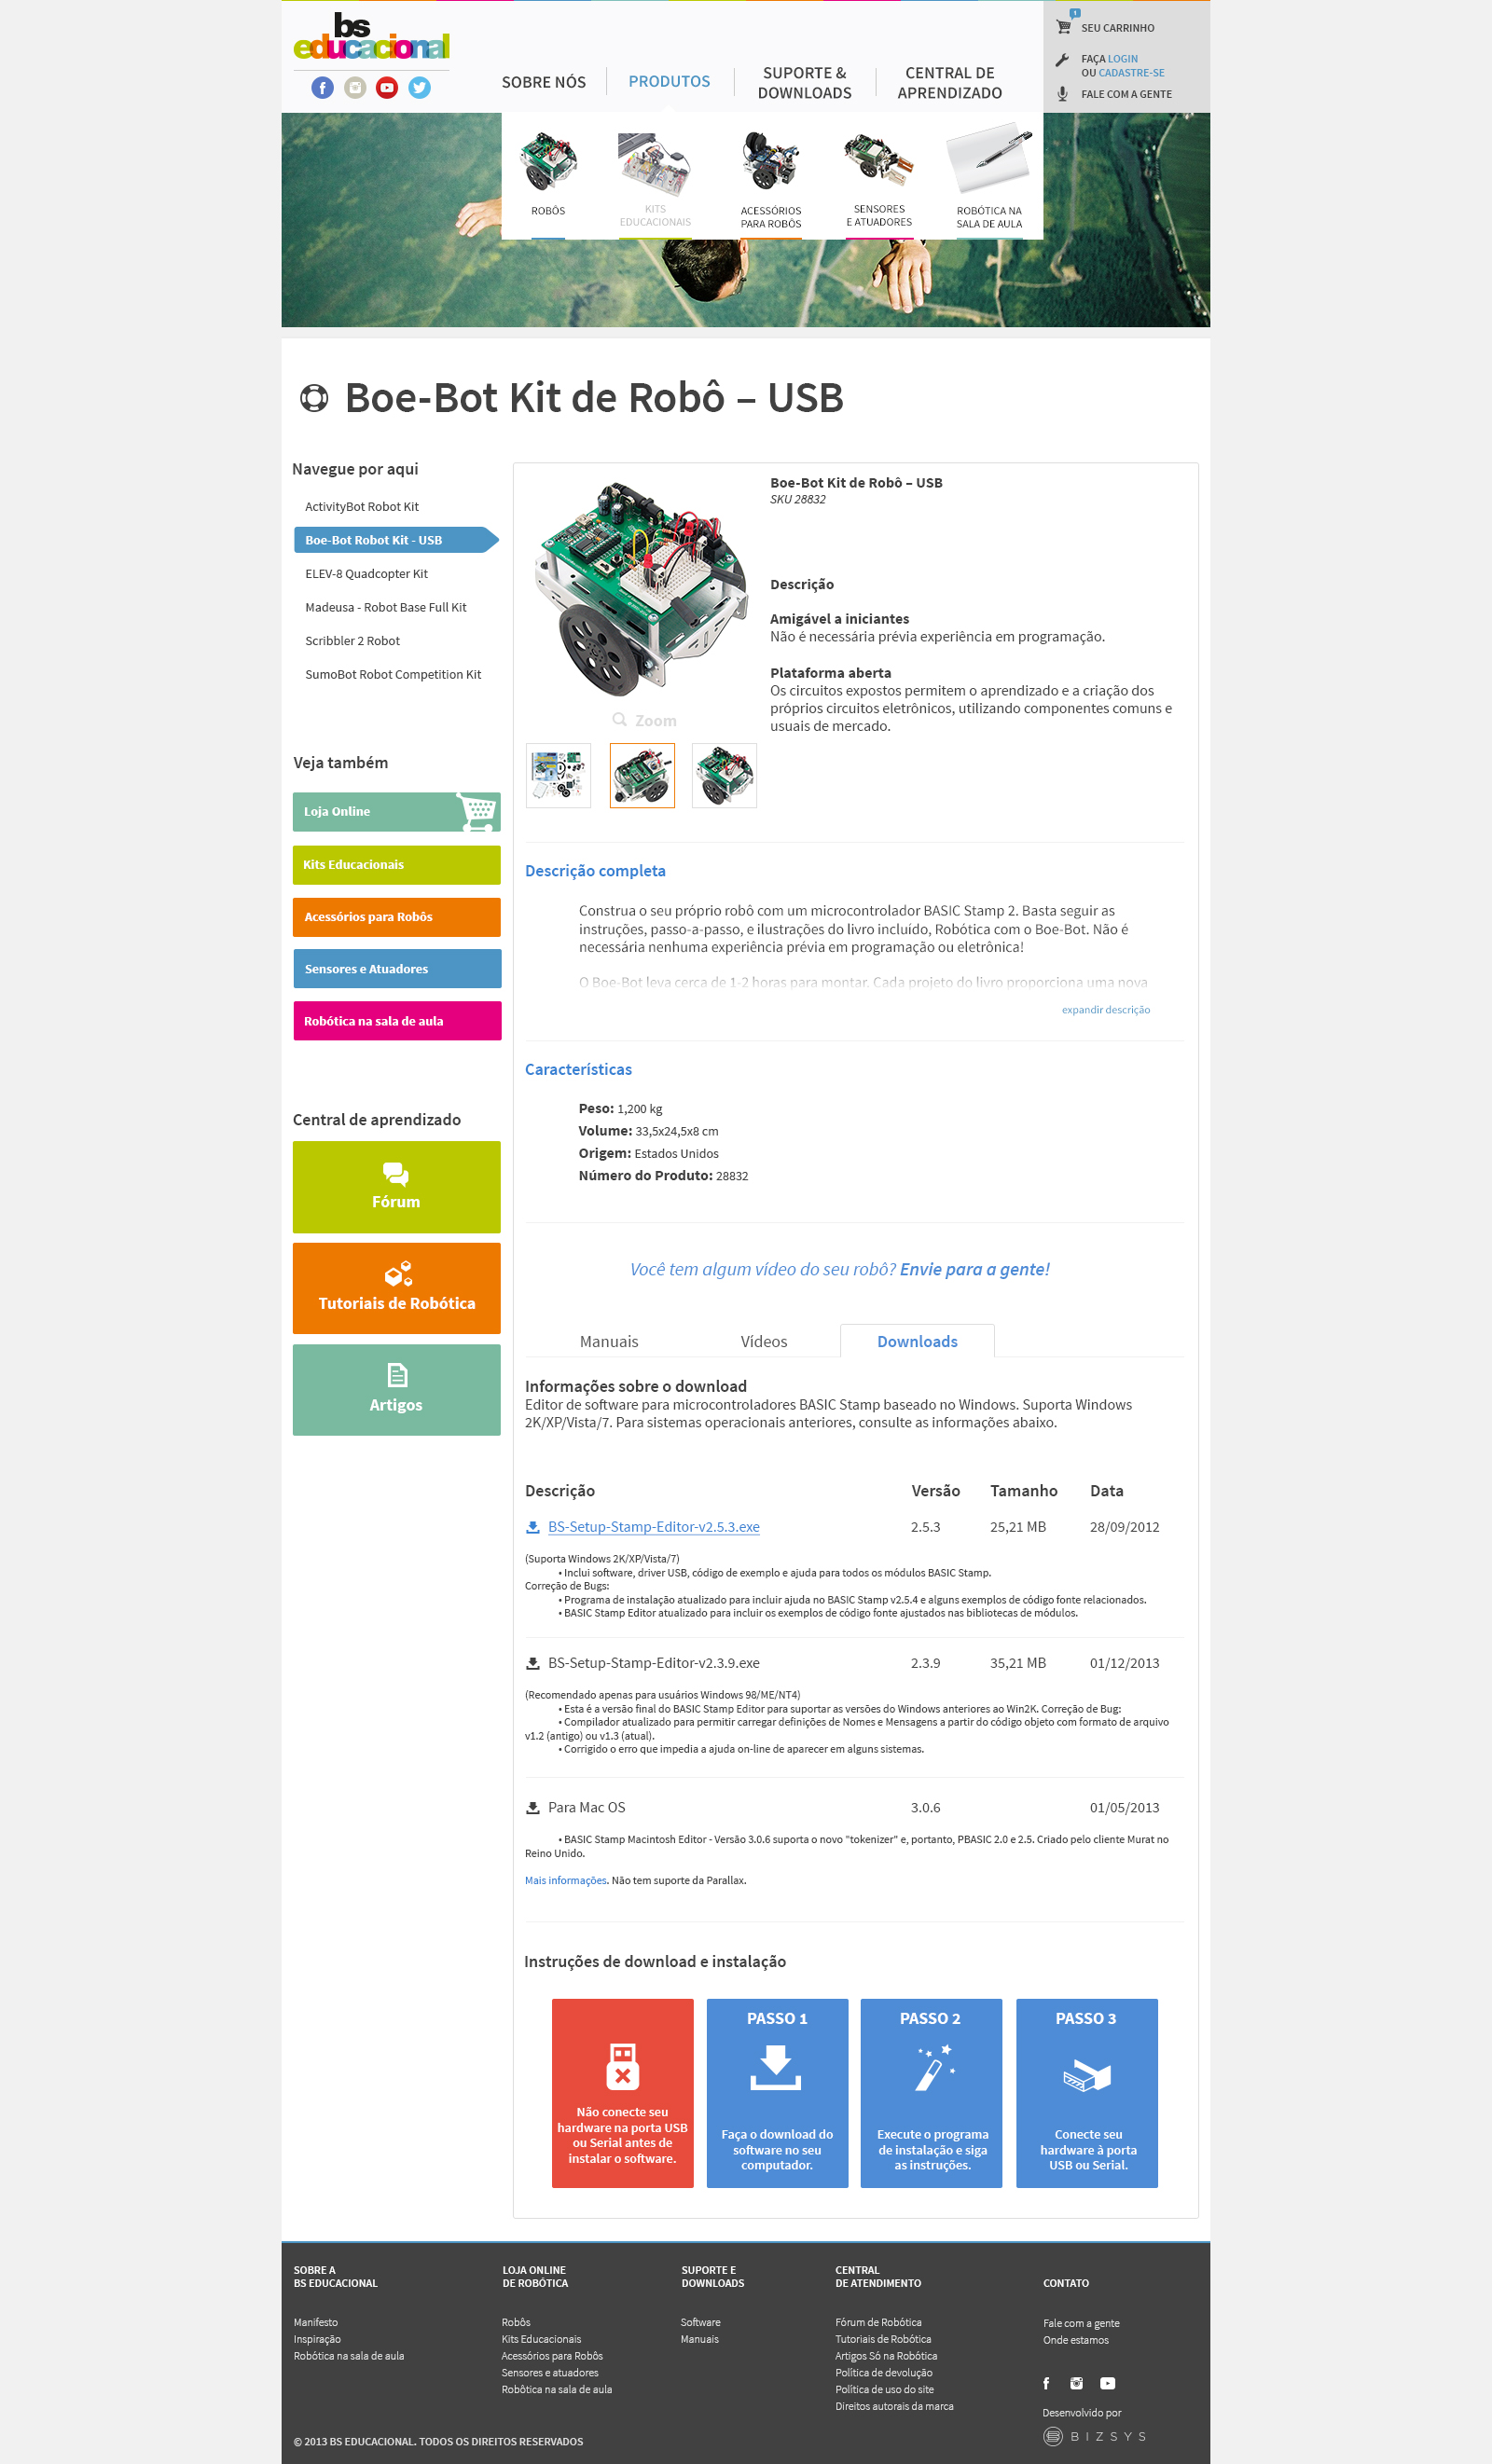 bs
educacional
SOBRE NÓS
PRODUTOS
SUPORTE &
DOWNLOADS
CENTRAL DE
APRENDIZADO
1
SEU CARRINHO
FAÇA LOGIN
OU CADASTRE-SE
FALE COM A GENTE
ROBÔS
KITS
EDUCACIONAIS
ACESSÓRIOS
PARA ROBÔS
SENSORES
E ATUADORES
ROBÓTICA NA
SALA DE AULA
Boe-Bot Kit de Robô – USB
Navegue por aqui
ActivityBot Robot Kit
Boe-Bot Robot Kit - USB
ELEV-8 Quadcopter Kit
Madeusa - Robot Base Full Kit
Scribbler 2 Robot
SumoBot Robot Competition Kit
Veja também
Loja Online
Kits Educacionais
Acessórios para Robôs
Sensores e Atuadores
Robótica na sala de aula
Central de aprendizado
Fórum
Tutoriais de Robótica
Artigos
Zoom
Boe-Bot Kit de Robô – USB
SKU 28832
Descrição
Amigável a iniciantes
Não é necessária prévia experiência em programação.
Plataforma aberta
Os circuitos expostos permitem o aprendizado e a criação dos
próprios circuitos eletrônicos, utilizando componentes comuns e
usuais de mercado.
Descrição completa
Construa o seu próprio robô com um microcontrolador BASIC Stamp 2. Basta seguir as
instruções, passo-a-passo, e ilustrações do livro incluído, Robótica com o Boe-Bot. Não é
necessária nenhuma experiência prévia em programação ou eletrônica!
O Boe-Bot leva cerca de 1-2 horas para montar. Cada projeto do livro proporciona uma nova
expandir descrição
Características
Peso: 1,200 kg
Volume: 33,5x24,5x8 cm
Origem: Estados Unidos
Número do Produto: 28832
Você tem algum vídeo do seu robô? Envie para a gente!
Manuais
Vídeos
Downloads
Informações sobre o download
Editor de software para microcontroladores BASIC Stamp baseado no Windows. Suporta Windows
2K/XP/Vista/7. Para sistemas operacionais anteriores, consulte as informações abaixo.
Descrição Versão Tamanho Data
BS-Setup-Stamp-Editor-v2.5.3.exe 2.5.3 25,21 MB 28/09/2012
(Suporta Windows 2K/XP/Vista/7)
• Inclui software, driver USB, código de exemplo e ajuda para todos os módulos BASIC Stamp.
Correção de Bugs:
• Programa de instalação atualizado para incluir ajuda no BASIC Stamp v2.5.4 e alguns exemplos de código fonte relacionados.
• BASIC Stamp Editor atualizado para incluir os exemplos de código fonte ajustados nas bibliotecas de módulos.
BS-Setup-Stamp-Editor-v2.3.9.exe 2.3.9 35,21 MB 01/12/2013
(Recomendado apenas para usuários Windows 98/ME/NT4)
• Esta é a versão final do BASIC Stamp Editor para suportar as versões do Windows anteriores ao Win2K. Correção de Bug:
• Compilador atualizado para permitir carregar definições de Nomes e Mensagens a partir do código objeto com formato de arquivo
v1.2 (antigo) ou v1.3 (atual).
• Corrigido o erro que impedia a ajuda on-line de aparecer em alguns sistemas.
Para Mac OS 3.0.6 01/05/2013
• BASIC Stamp Macintosh Editor - Versão 3.0.6 suporta o novo "tokenizer" e, portanto, PBASIC 2.0 e 2.5. Criado pelo cliente Murat no
Reino Unido.
Mais informações. Não tem suporte da Parallax.
Instruções de download e instalação
Não conecte seu
hardware na porta USB
ou Serial antes de
instalar o software.
PASSO 1
Faça o download do
software no seu
computador.
PASSO 2
Execute o programa
de instalação e siga
as instruções.
PASSO 3
Conecte seu
hardware à porta
USB ou Serial.
SOBRE A
BS EDUCACIONAL
Manifesto
Inspiração
Robótica na sala de aula
LOJA ONLINE
DE ROBÓTICA
Robôs
Kits Educacionais
Acessórios para Robôs
Sensores e atuadores
Robôtica na sala de aula
SUPORTE E
DOWNLOADS
Software
Manuais
CENTRAL
DE ATENDIMENTO
Fórum de Robótica
Tutoriais de Robótica
Artigos Só na Robótica
Política de devolução
Política de uso do site
Direitos autorais da marca
CONTATO
Fale com a gente
Onde estamos
Desenvolvido por
BIZSYS
© 2013 BS EDUCACIONAL. TODOS OS DIREITOS RESERVADOS